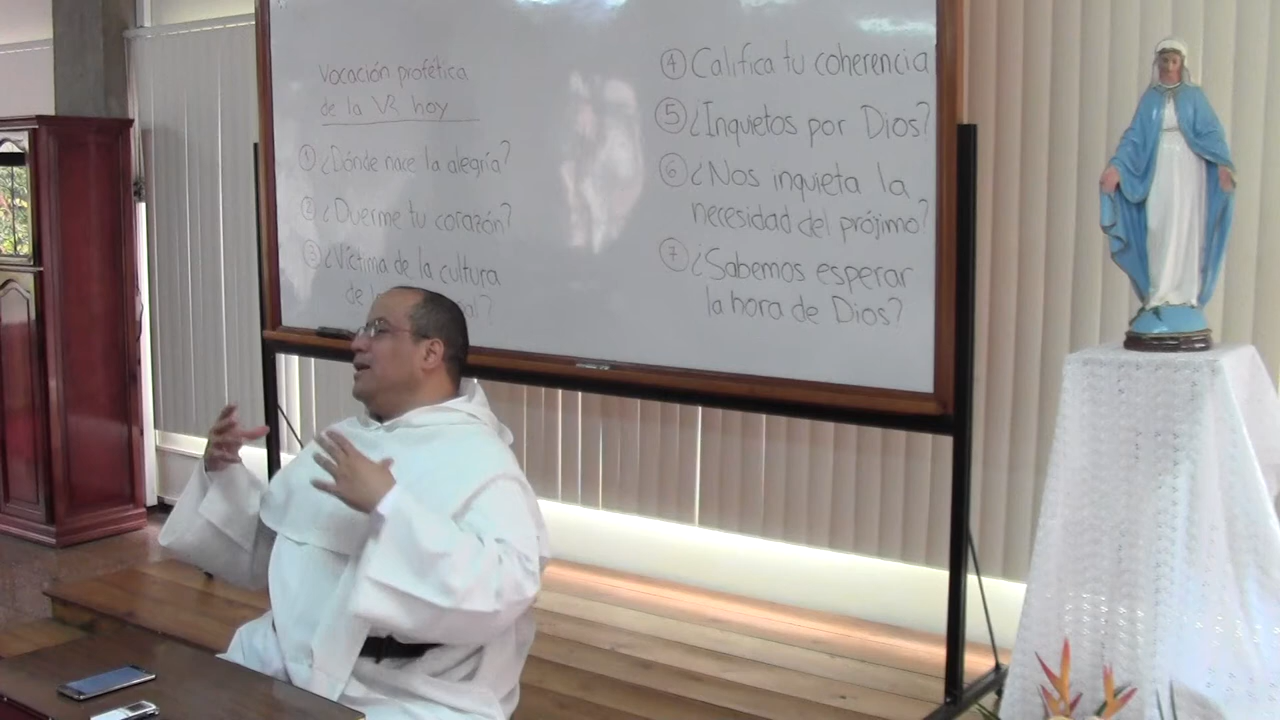 Vocación profética
de la VR hoy
① ¿Dónde nace la alegría?
② ¿Duerme tu corazón?
③ ¿Víctima de la cultura
de
④ Califica tu coherencia
⑤ ¿Inquietos por Dios?
⑥ ¿Nos inquieta la
necesidad del prójimo?
⑦ ¿Sabemos esperar
la hora de Dios?